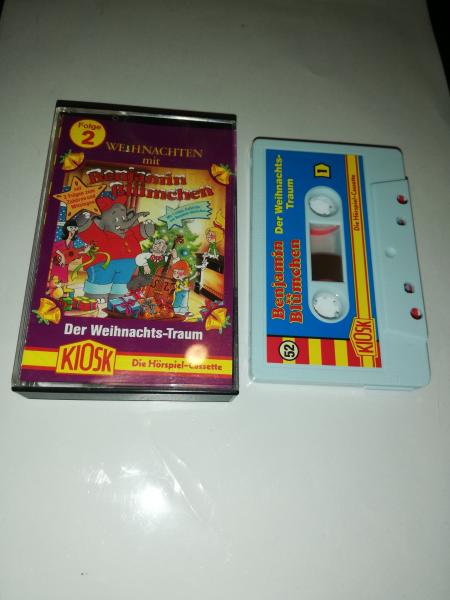 Folge
2
WEIHNACHTEN
mit
Benjamin
Blümchen
Der Weihnachts-Traum
KIOSK
Die Hörspiel-Cassette
Benjamin
Blümchen
Der Weihnachts-
Traum
1
52
KIOSK
Die Hörspiel-Cassette